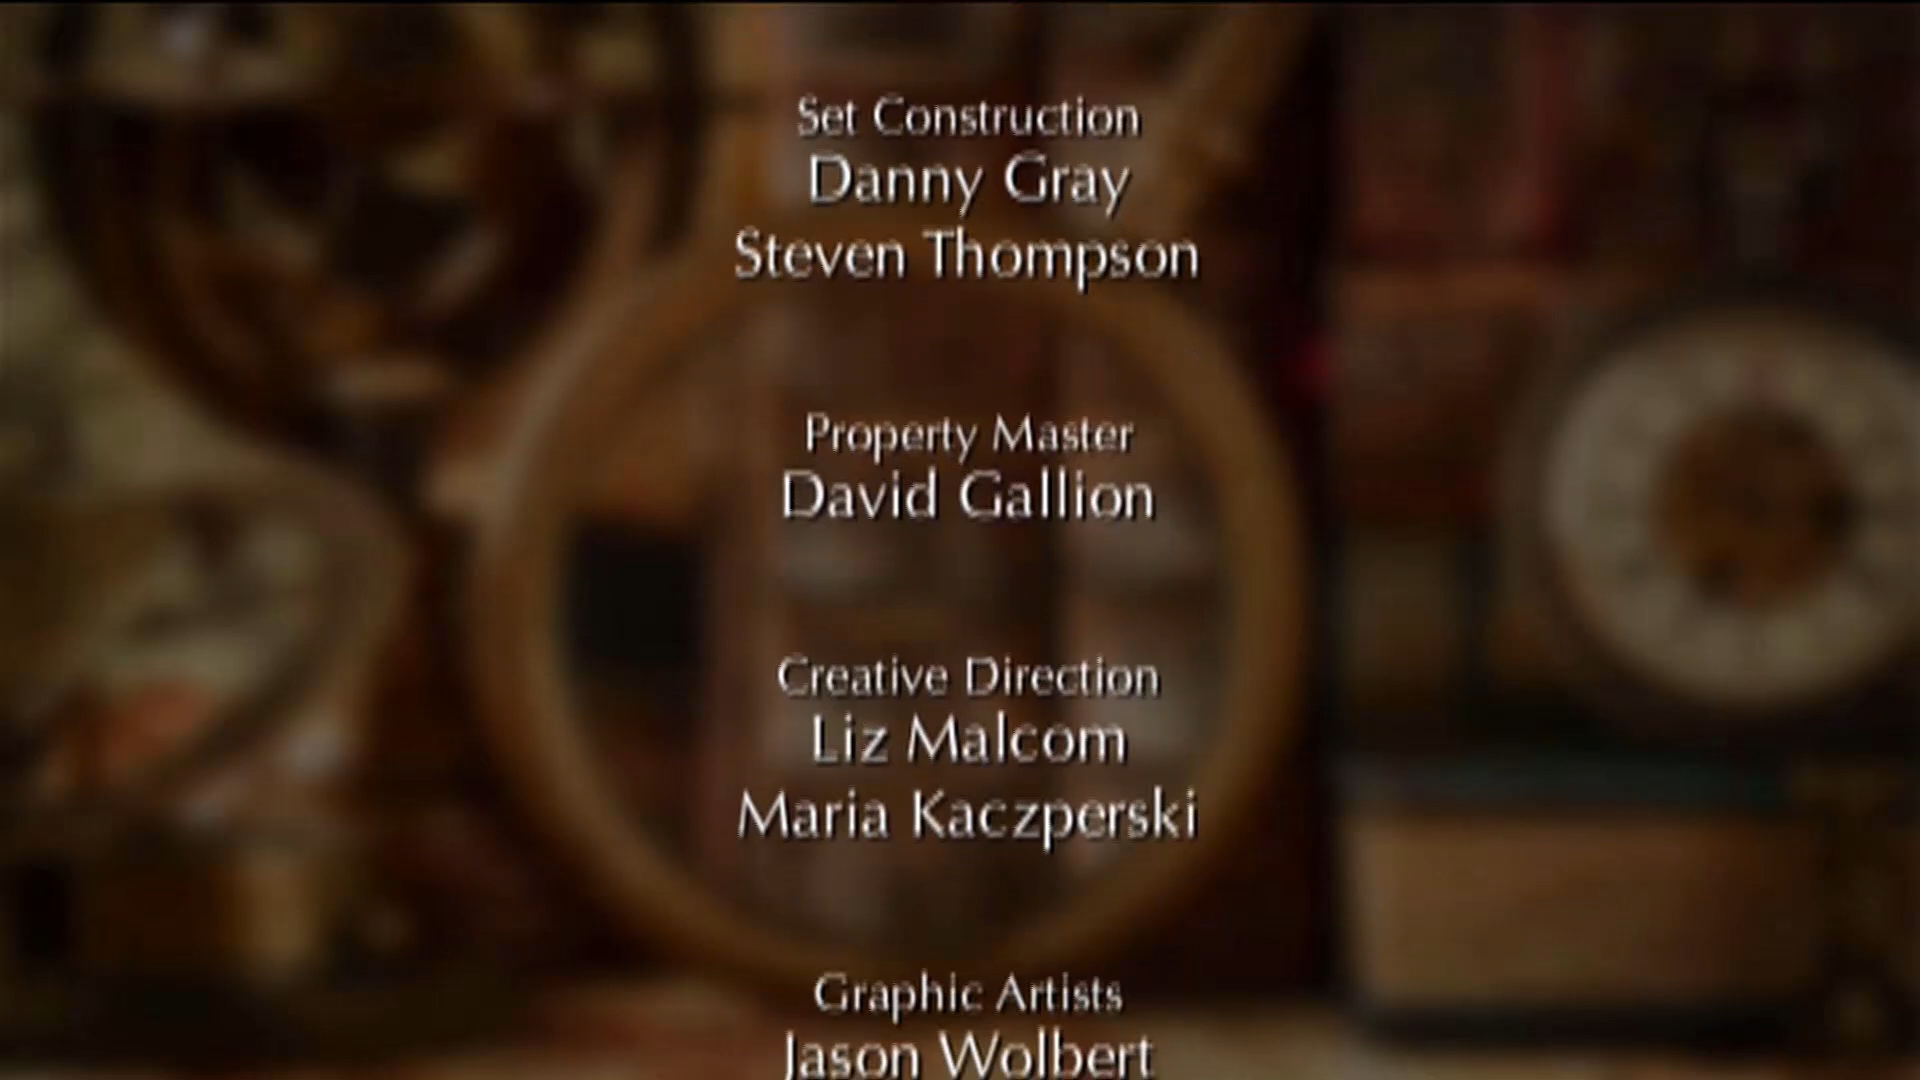 Set Construction
Danny Gray
Steven Thompson
Property Master
David Gallion
Creative Direction
Liz Malcom
Maria Kaczperski
Graphic Artists
Jason Wolbert